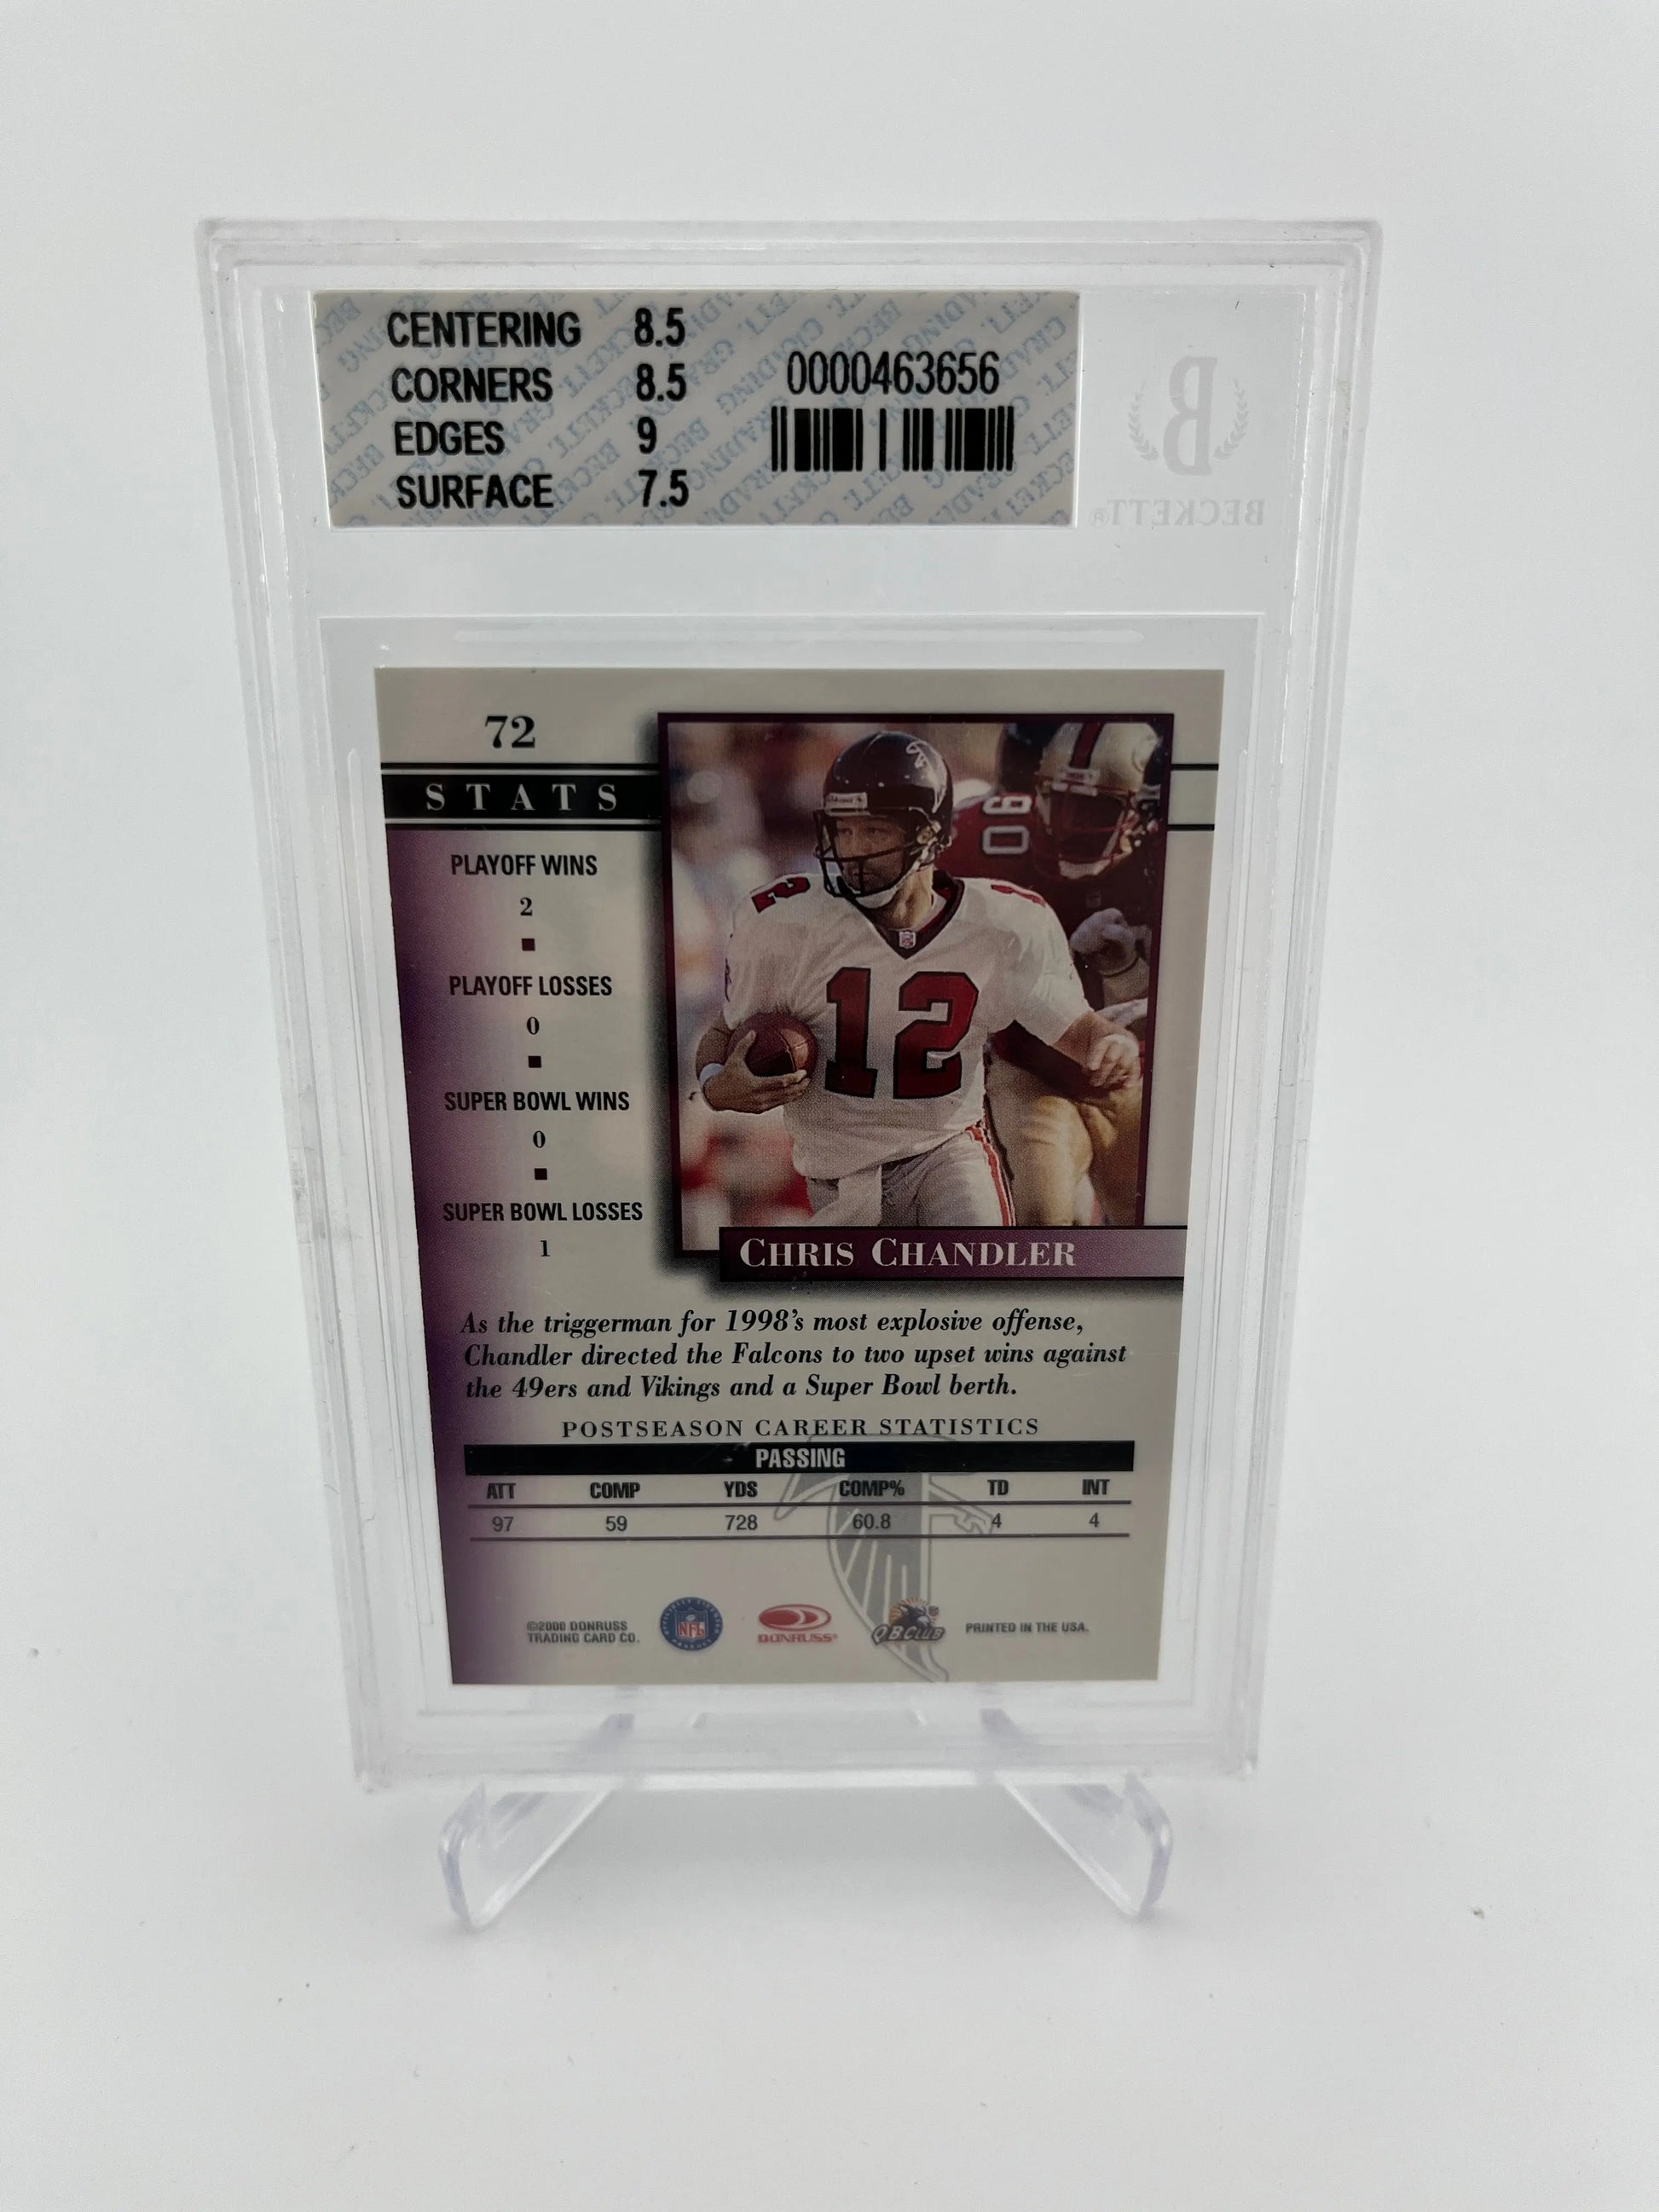 CENTERING 8.5
CORNERS 8.5
EDGES 9
SURFACE 7.5
0000463656
BECKETT®
72
STATS
PLAYOFF WINS
2
PLAYOFF LOSSES
0
SUPER BOWL WINS
0
SUPER BOWL LOSSES
1
90
12
12
CHRIS CHANDLER
As the triggerman for 1998's most explosive offense,
Chandler directed the Falcons to two upset wins against
the 49ers and Vikings and a Super Bowl berth.
POSTSEASON CAREER STATISTICS
PASSING
ATT COMP YDS COMP% TD INT
97 59 728 60.8 4 4
©2000 DONRUSS
TRADING CARD CO.
NFL
DONRUSS®
QB CLUB
PRINTED IN THE USA.